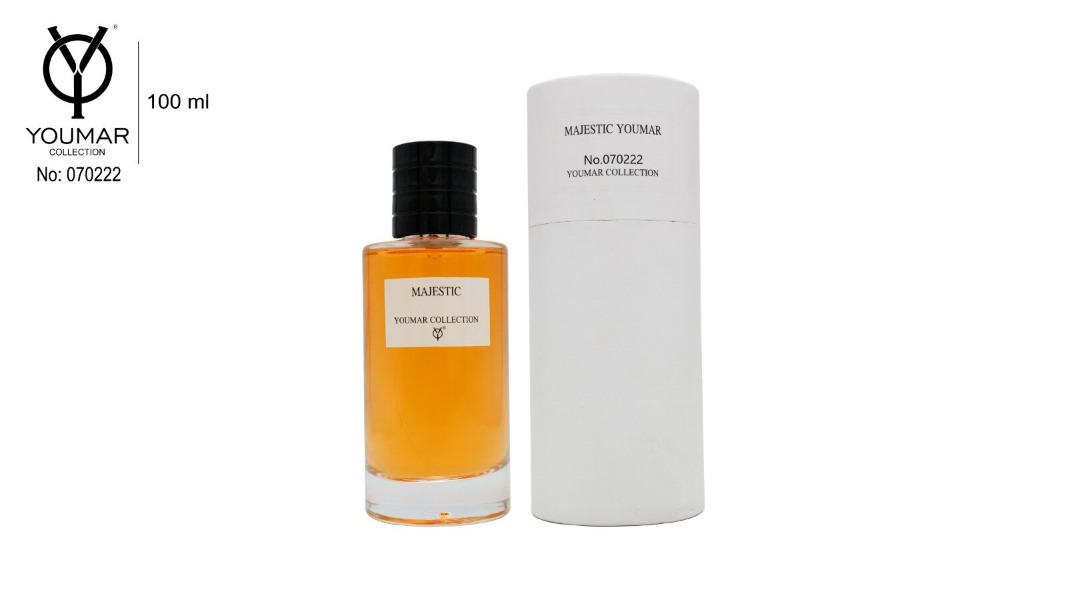 ®
YOUMAR
COLLECTION
No: 070222
100 ml
MAJESTIC
YOUMAR COLLECTION
MAJESTIC YOUMAR
No.070222
YOUMAR COLLECTION